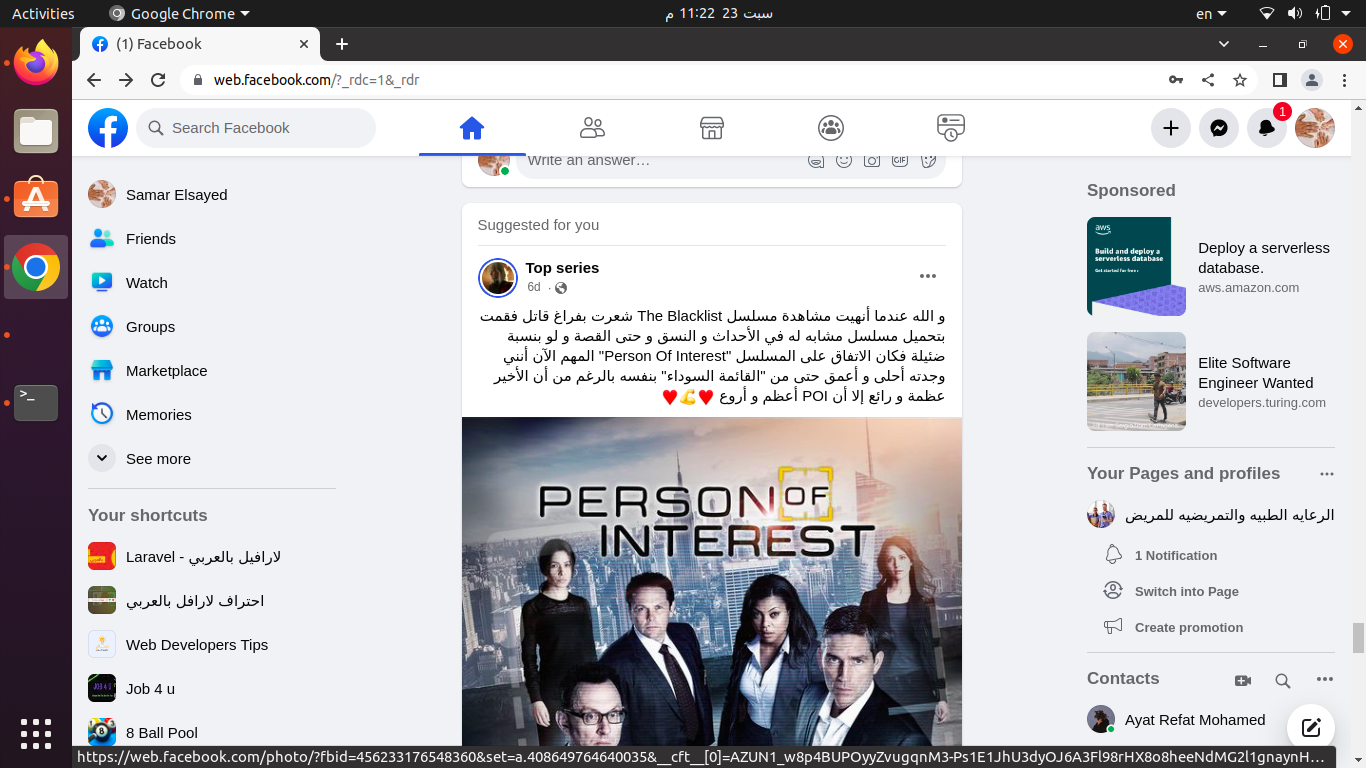 Activities
Google Chrome
سبت 23 11:22 م
en
(1) Facebook
web.facebook.com/?_rdc=1&_rdr
Search Facebook
1
Write an answer…
GIF
Samar Elsayed
Friends
Watch
Groups
Marketplace
Memories
See more
Your shortcuts
Laravel - لارافيل بالعربي
احتراف لارافل بالعربي
Web Developers Tips
JOB 4 U
Job 4 u
8 Ball Pool
Suggested for you
Top series
6d ·
و الله عندما أنهيت مشاهدة مسلسل The Blacklist شعرت بفراغ قاتل فقمت
بتحميل مسلسل مشابه له في الأحداث و النسق و حتى القصة و لو بنسبة
ضئيلة فكان الاتفاق على المسلسل "Person Of Interest" المهم الآن أنني
وجدته أحلى و أعمق حتى من "القائمة السوداء" بنفسه بالرغم من أن الأخير
عظمة و رائع إلا أن POI أعظم و أروع ♥️💪♥️
PERSON OF
INTEREST
Sponsored
aws
Build and deploy a
serverless database
Get started for free ›
Deploy a serverless
database.
aws.amazon.com
Elite Software
Engineer Wanted
developers.turing.com
Your Pages and profiles
الرعايه الطبيه والتمريضيه للمريض
1 Notification
Switch into Page
Create promotion
Contacts
Ayat Refat Mohamed
>_
https://web.facebook.com/photo/?fbid=456233176548360&set=a.408649764640035&__cft__[0]=AZUN1_w8p4BUPOyyZvugqnM3-Ps1E1JhU3dyOJ6A3Fl98rHX8o8heeNdMG2l1gnaynH…